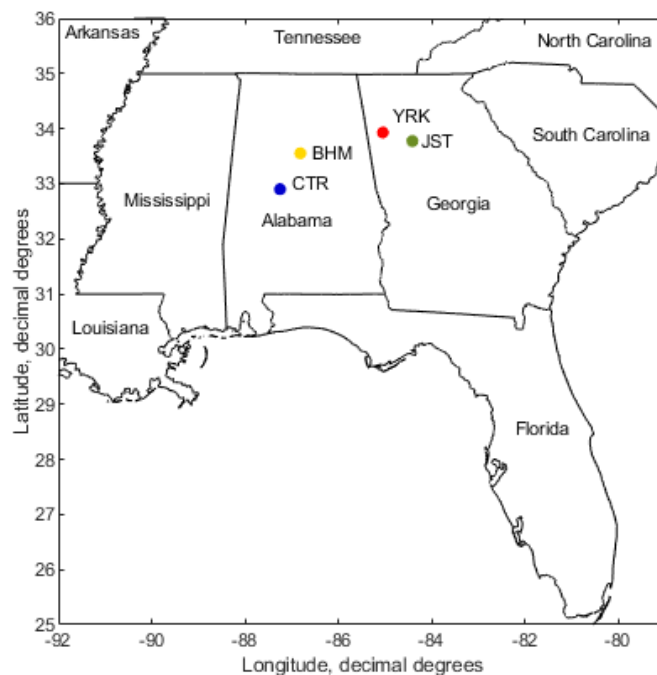 36
Arkansas
Tennessee
North Carolina
35
YRK
34
JST
BHM
South Carolina
33
CTR
Mississippi
Georgia
Alabama
32
31
Louisiana
30
29
Florida
28
27
26
25
-92
-90
-88
-86
-84
-82
-80
Latitude, decimal degrees
Longitude, decimal degrees